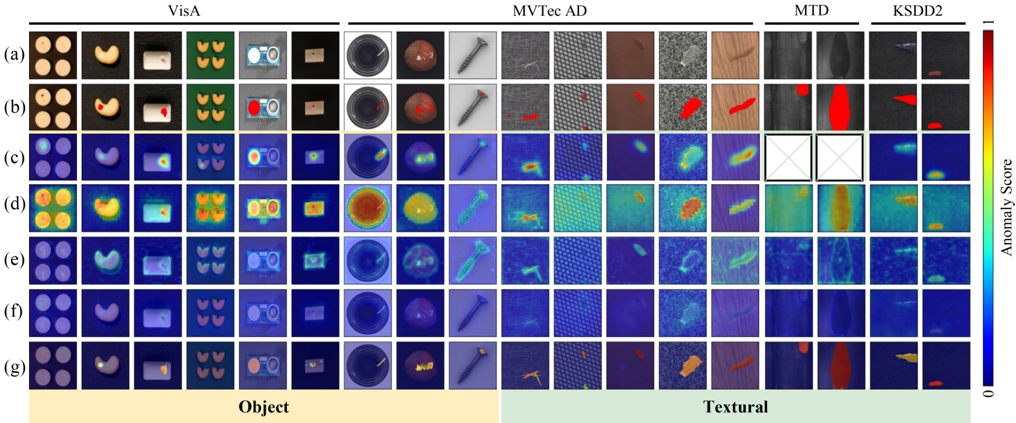 VisA MVTec AD MTD KSDD2
(a)
(b)
(c)
(d)
(e)
(f)
(g)
1
Anomaly Score
0
Object Textural